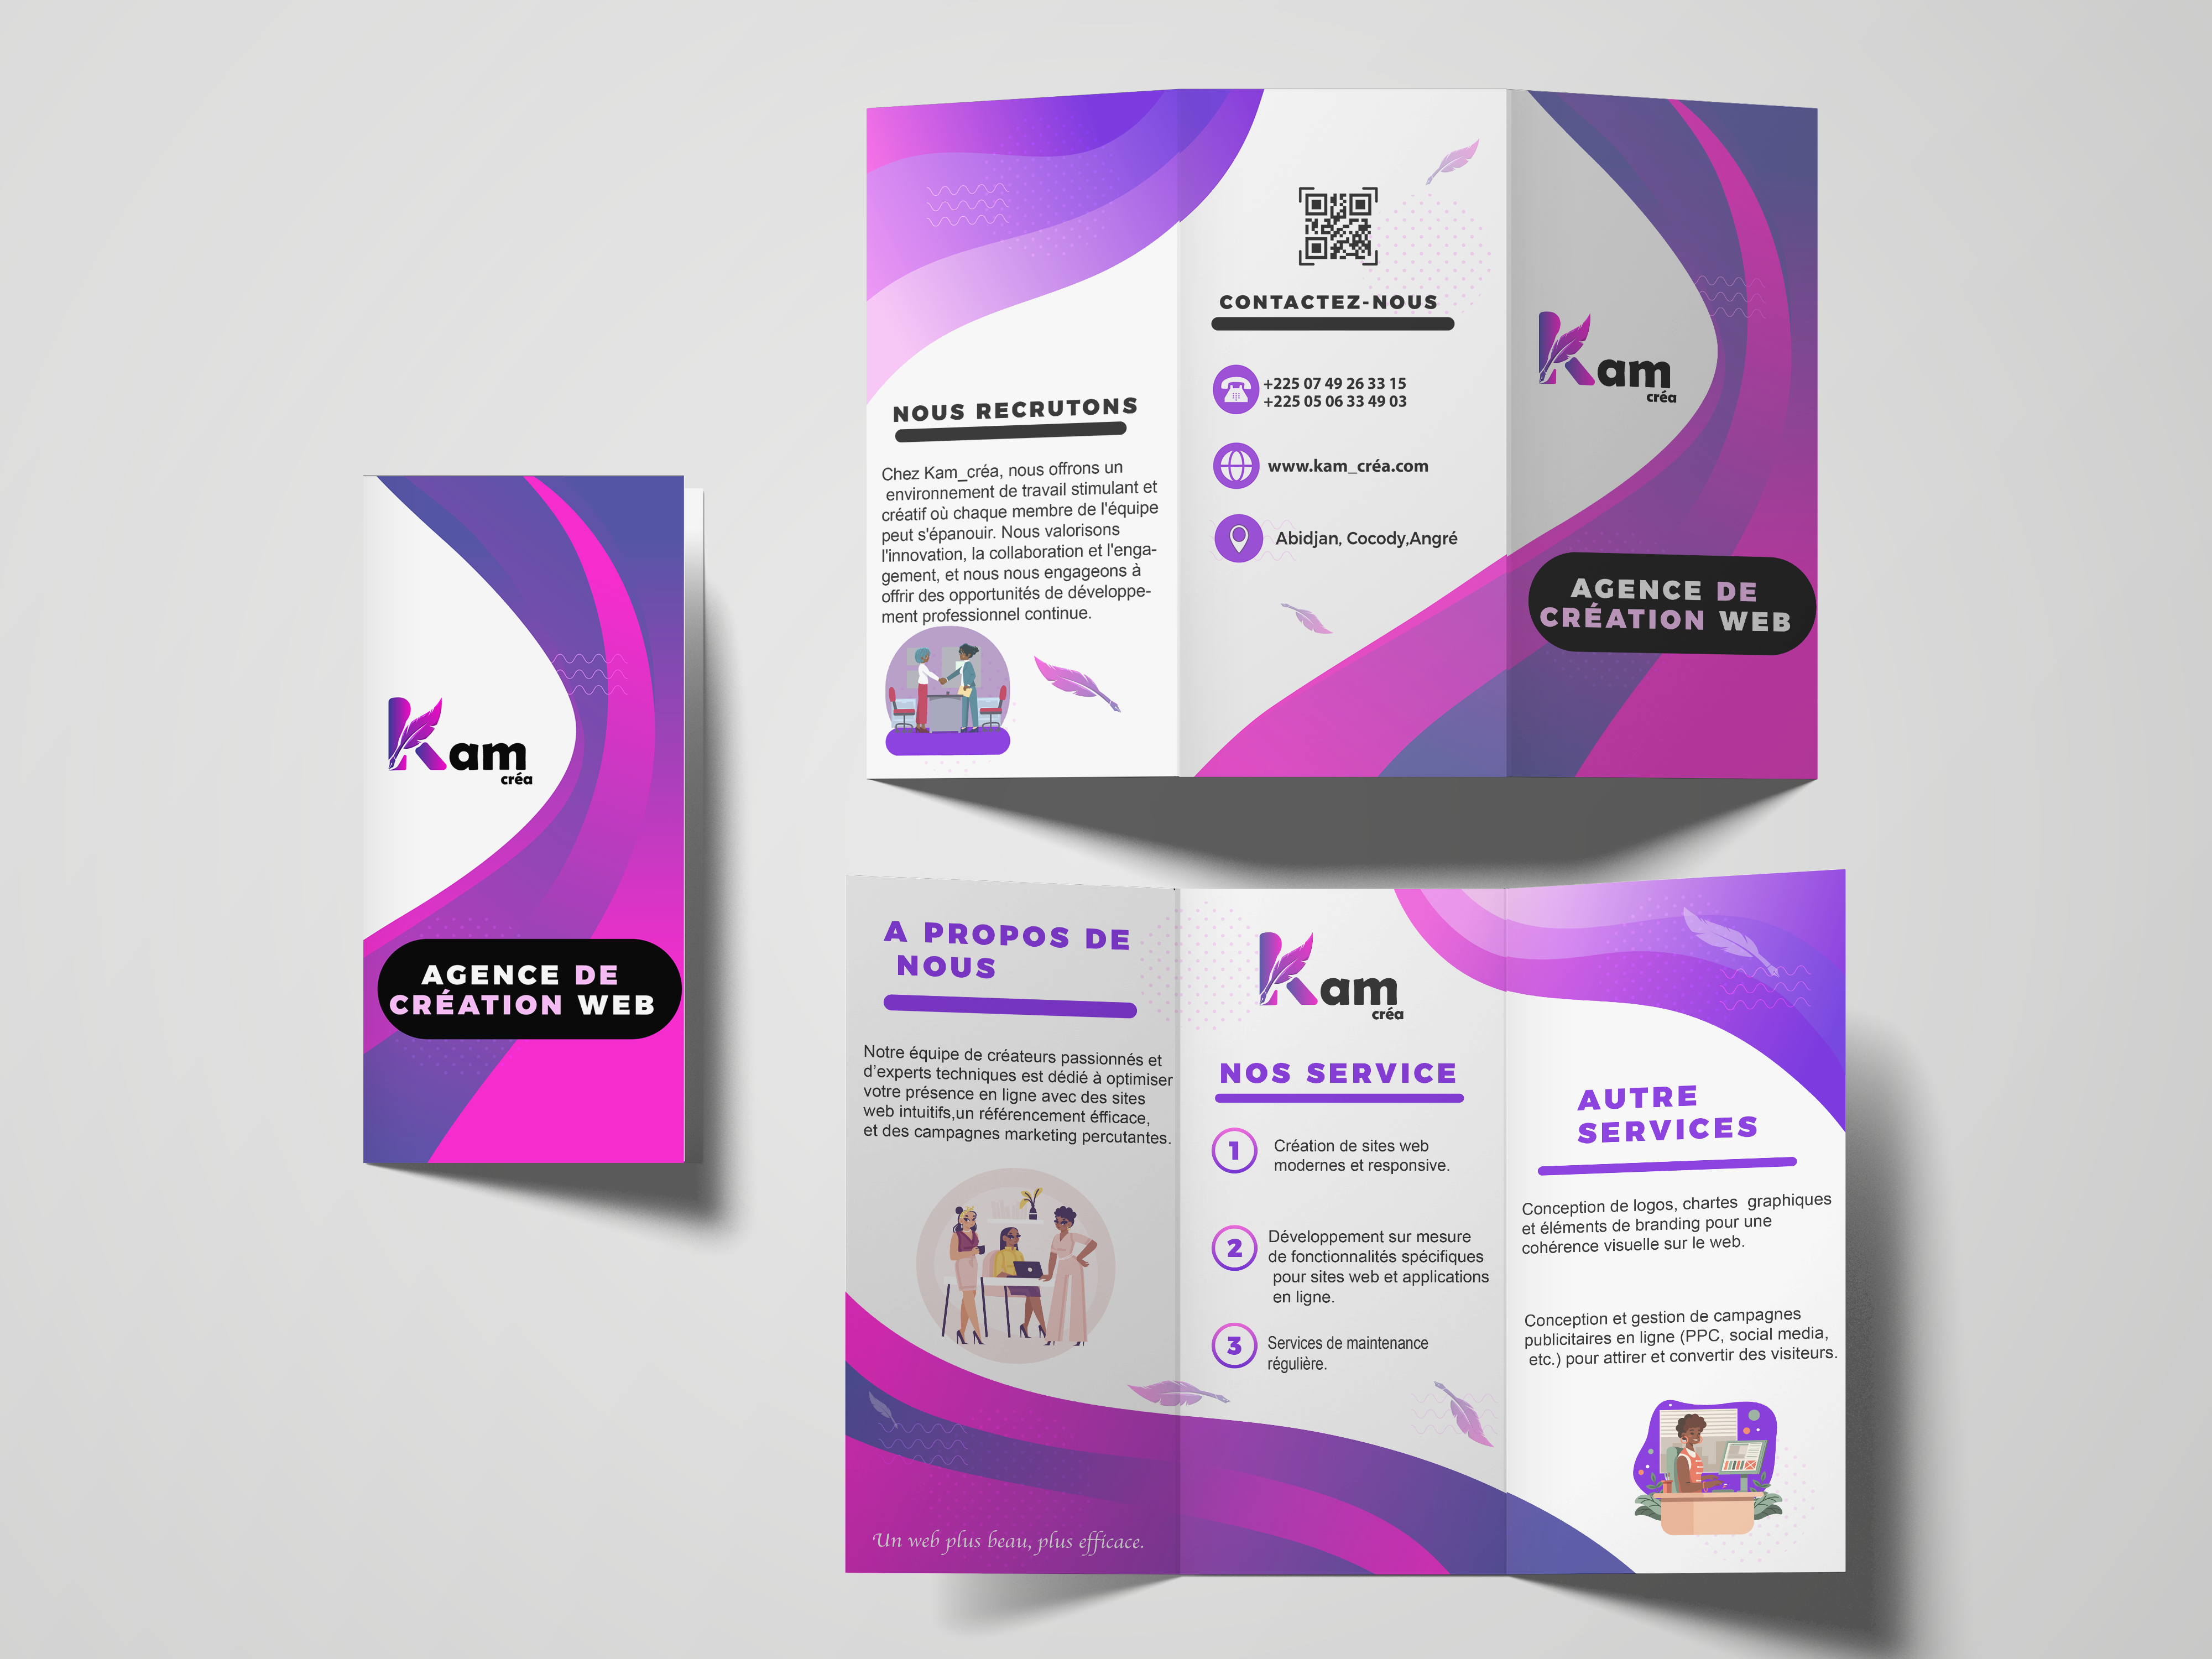 Kam
créa
AGENCE DE
CRÉATION WEB
NOUS RECRUTONS
Chez Kam_créa, nous offrons un
environnement de travail stimulant et
créatif où chaque membre de l'équipe
peut s'épanouir. Nous valorisons
l'innovation, la collaboration et l'enga-
gement, et nous nous engageons à
offrir des opportunités de développe-
ment professionnel continue.
CONTACTEZ-NOUS
+225 07 49 26 33 15
+225 05 06 33 49 03
www.kam_créa.com
Abidjan, Cocody,Angré
Kam
créa
AGENCE DE
CRÉATION WEB
A PROPOS DE
NOUS
Notre équipe de créateurs passionnés et
d'experts techniques est dédié à optimiser
votre présence en ligne avec des sites
web intuitifs,un référencement éfficace,
et des campagnes marketing percutantes.
Un web plus beau, plus efficace.
Kam
créa
NOS SERVICE
1
Création de sites web
modernes et responsive.
2
Développement sur mesure
de fonctionnalités spécifiques
pour sites web et applications
en ligne.
3
Services de maintenance
régulière.
AUTRE
SERVICES
Conception de logos, chartes graphiques
et éléments de branding pour une
cohérence visuelle sur le web.
Conception et gestion de campagnes
publicitaires en ligne (PPC, social media,
etc.) pour attirer et convertir des visiteurs.